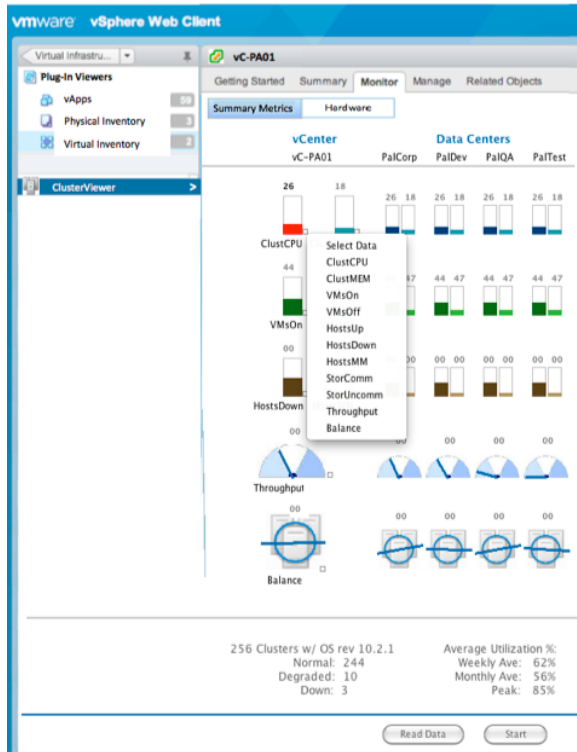 vmware vSphere Web Client
Virtual Infrastru...
Plug-In Viewers
vApps 59
Physical Inventory 3
Virtual Inventory 2
ClusterViewer >
vC-PA01
Getting Started Summary Monitor Manage Related Objects
Summary Metrics Hardware
vCenter Data Centers
vC-PA01 PalCorp PalDev PalQA PalTest
26 18 26 18 26 18 26 18 26 18
ClustCPU
Select Data
ClustCPU
ClustMEM
VMsOn
VMsOff
HostsUp
HostsDown
HostsMM
StorComm
StorUncomm
Throughput
Balance
44 47 44 47 44 47 44 47
VMsOn
00 00 00 00 00 00 00 00
HostsDown
00 00 00 00 00
Throughput
00 00 00 00 00
Balance
256 Clusters w/ OS rev 10.2.1
Normal: 244
Degraded: 10
Down: 3
Average Utilization %:
Weekly Ave: 62%
Monthly Ave: 56%
Peak: 85%
Read Data Start